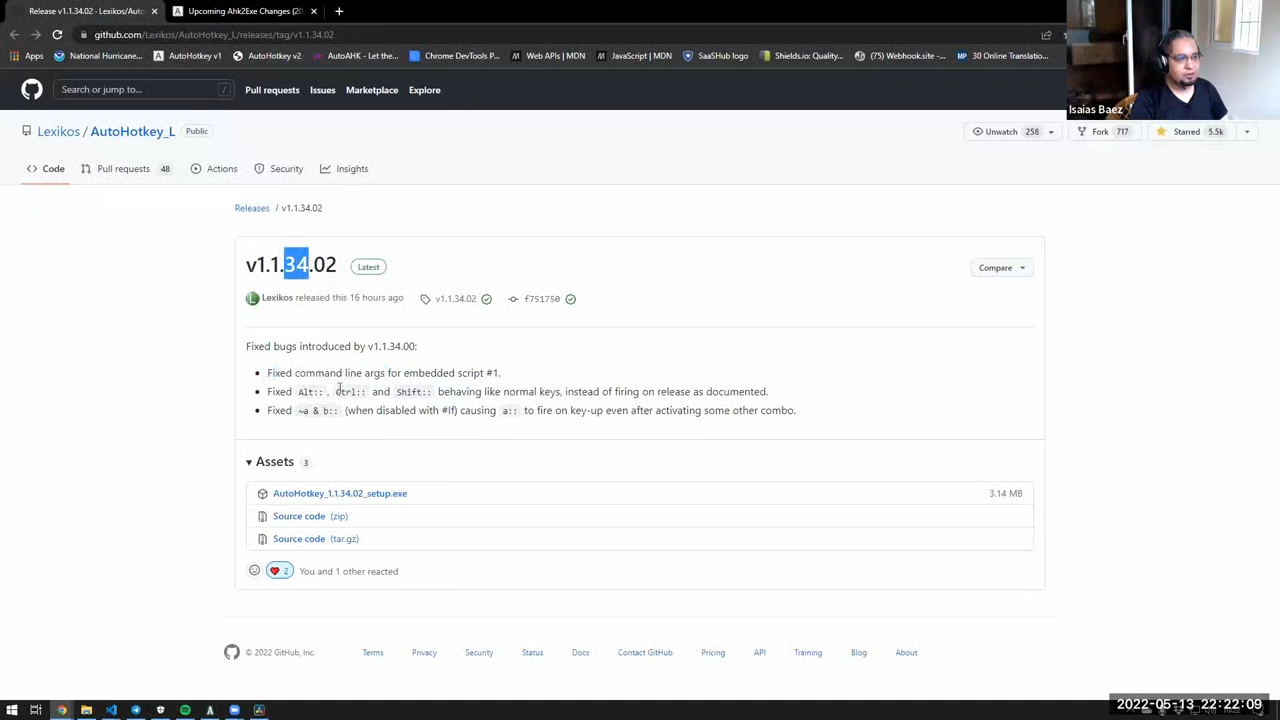 Release v1.1.34.02 · Lexikos/Auto
Upcoming Ahk2Exe Changes (20
github.com/Lexikos/AutoHotkey_L/releases/tag/v1.1.34.02
Apps
National Hurricane...
AutoHotkey v1
AutoHotkey v2
AutoAHK - Let the...
Chrome DevTools P...
Web APIs | MDN
JavaScript | MDN
SaaSHub logo
Shields.io: Quality...
(75) Webhook.site -...
30 Online Translatio...
Isaias Baez
Search or jump to...
/
Pull requests
Issues
Marketplace
Explore
Lexikos / AutoHotkey_L
Public
Unwatch 258
Fork 717
Starred 5.5k
Code
Pull requests 48
Actions
Security
Insights
Releases / v1.1.34.02
v1.1.34.02
Latest
Compare
Lexikos released this 16 hours ago
v1.1.34.02
f751750
Fixed bugs introduced by v1.1.34.00:
Fixed command line args for embedded script #1.
Fixed Alt::, Ctrl:: and Shift:: behaving like normal keys, instead of firing on release as documented.
Fixed ~a & b:: (when disabled with #If) causing a:: to fire on key-up even after activating some other combo.
Assets 3
AutoHotkey_1.1.34.02_setup.exe
3.14 MB
Source code (zip)
Source code (tar.gz)
2
You and 1 other reacted
© 2022 GitHub, Inc.
Terms
Privacy
Security
Status
Docs
Contact GitHub
Pricing
API
Training
Blog
About
2022-05-13 22:22:09